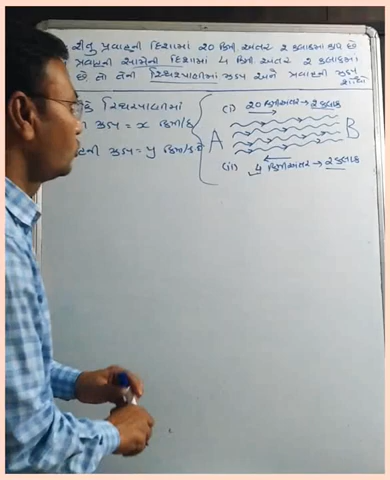 રીતુ પ્રવાહની દિશામાં 20 કિમી અંતર 2 કલાકમાં કાપે છે
પ્રવાહની સામેની દિશામાં 4 કિમી અંતર 2 કલાકમાં
છે તો તેની સ્થિરપાણીમાં ઝડપ અને પ્રવાહની ઝડપ
શોધો
સ્થિરપાણીમાં
ઝડપ = x કિમી/ક
ઝડપ = y કિમી/ક
(i) 20 કિમી અંતર → 2 કલાક
A B
(ii) 4 કિમી અંતર → 2 કલાક